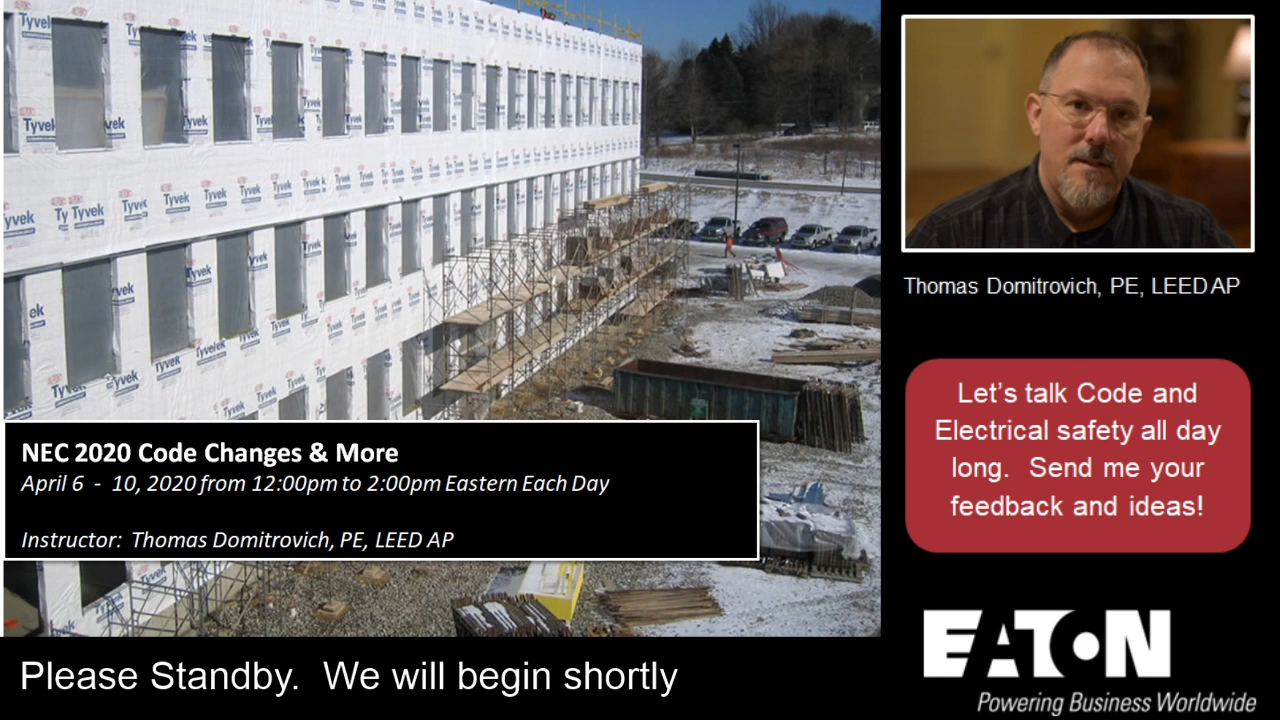 Tyvek
NEC 2020 Code Changes & More
April 6 - 10, 2020 from 12:00pm to 2:00pm Eastern Each Day
Instructor: Thomas Domitrovich, PE, LEED AP
Please Standby. We will begin shortly
Thomas Domitrovich, PE, LEED AP
Let's talk Code and
Electrical safety all day
long. Send me your
feedback and ideas!
EATON
Powering Business Worldwide